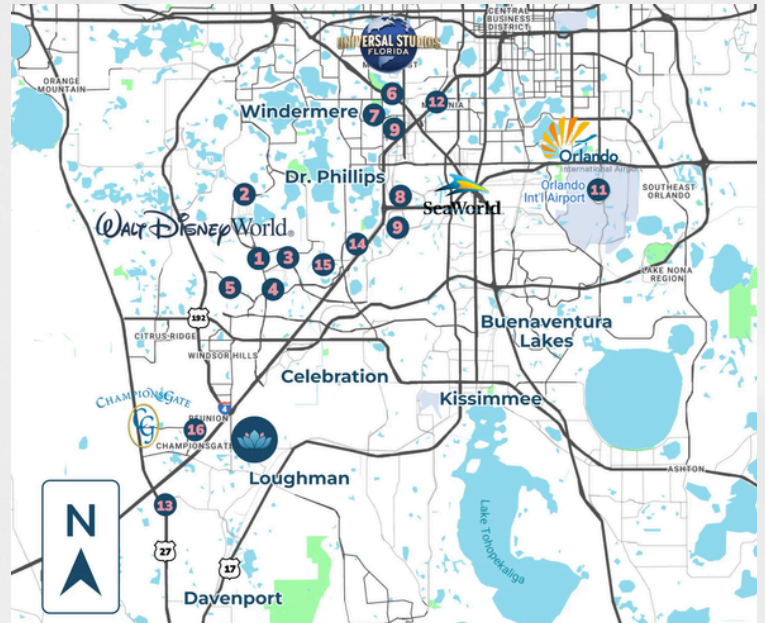 CENTRAL
BUSINESS
DISTRICT
UNIVERSAL STUDIOS
FLORIDA
ORANGE
MOUNTAIN
6
12
Windermere
7
9
Orlando
International Airport
Dr. Phillips
Orlando
Int'l Airport
11
SOUTHEAST
ORLANDO
2
8
SeaWorld
WALT DISNEY World
9
14
1
3
15
LAKE NONA
REGION
5
4
192
CITRUS RIDGE
Buenaventura
Lakes
WINDSOR HILLS
Celebration
Kissimmee
CHAMPIONSGATE
CG
4
REUNION
16
CHAMPIONSGATE
Loughman
ASHTON
13
N
27
17
Lake Tohopekaliga
Davenport